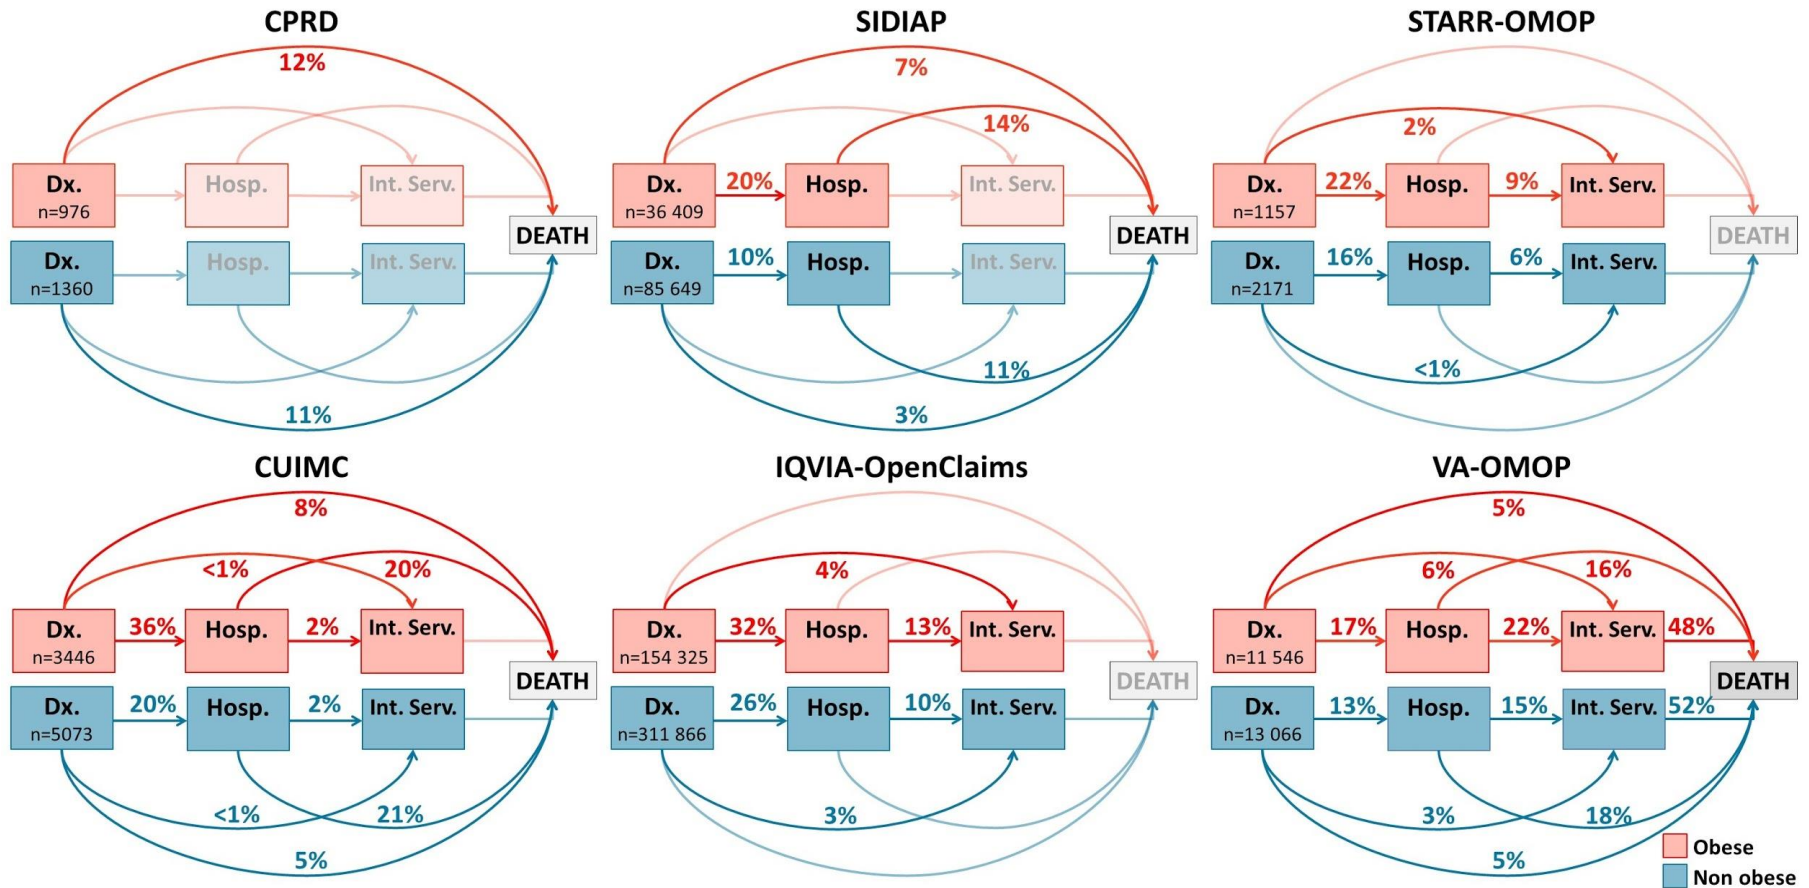 CPRD
12%
Dx.
n=976
Hosp.
Int. Serv.
DEATH
Dx.
n=1360
Hosp.
Int. Serv.
11%
SIDIAP
7%
14%
Dx.
n=36 409
20%
Hosp.
Int. Serv.
DEATH
Dx.
n=85 649
10%
Hosp.
Int. Serv.
11%
3%
STARR-OMOP
2%
Dx.
n=1157
22%
Hosp.
9%
Int. Serv.
DEATH
Dx.
n=2171
16%
Hosp.
6%
Int. Serv.
<1%
CUIMC
8%
<1%
20%
Dx.
n=3446
36%
Hosp.
2%
Int. Serv.
DEATH
Dx.
n=5073
20%
Hosp.
2%
Int. Serv.
<1%
21%
5%
IQVIA-OpenClaims
4%
Dx.
n=154 325
32%
Hosp.
13%
Int. Serv.
DEATH
Dx.
n=311 866
26%
Hosp.
10%
Int. Serv.
3%
VA-OMOP
5%
6%
16%
Dx.
n=11 546
17%
Hosp.
22%
Int. Serv.
48%
DEATH
Dx.
n=13 066
13%
Hosp.
15%
Int. Serv.
52%
3%
18%
5%
Obese
Non obese